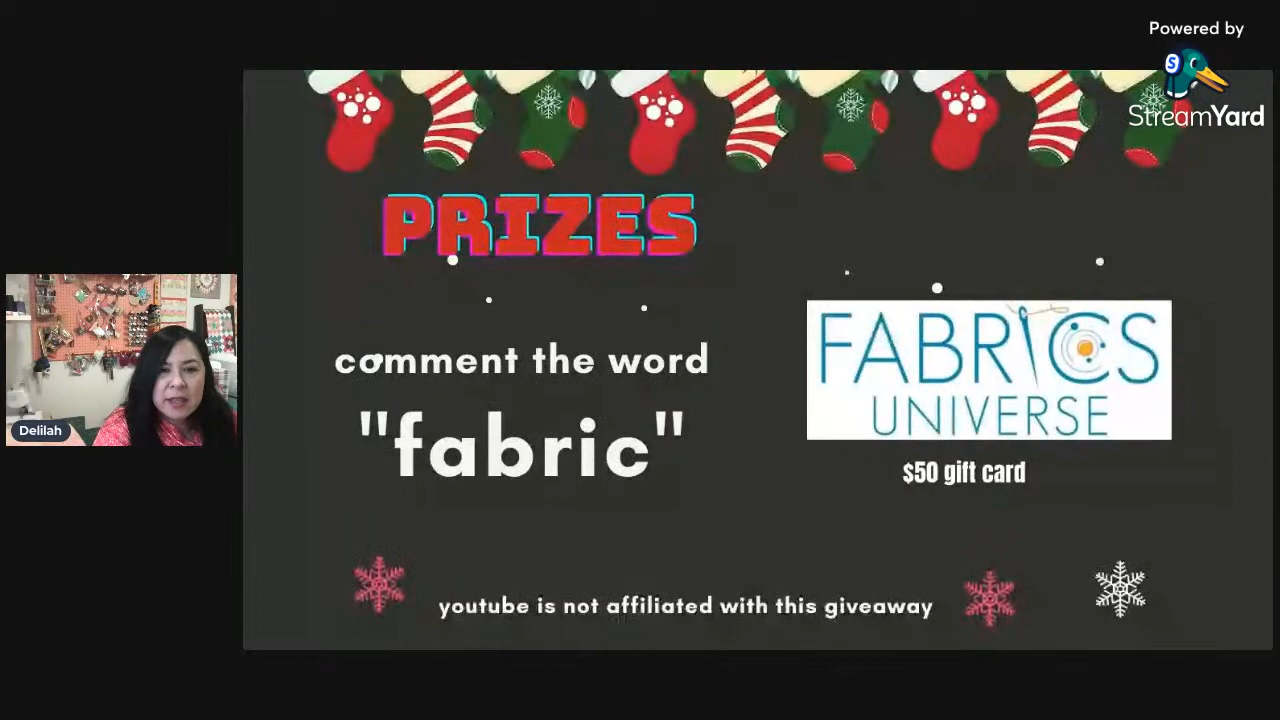 Powered by
StreamYard
PRIZES
comment the word
"fabric"
FABRICS
UNIVERSE
$50 gift card
Delilah
youtube is not affiliated with this giveaway